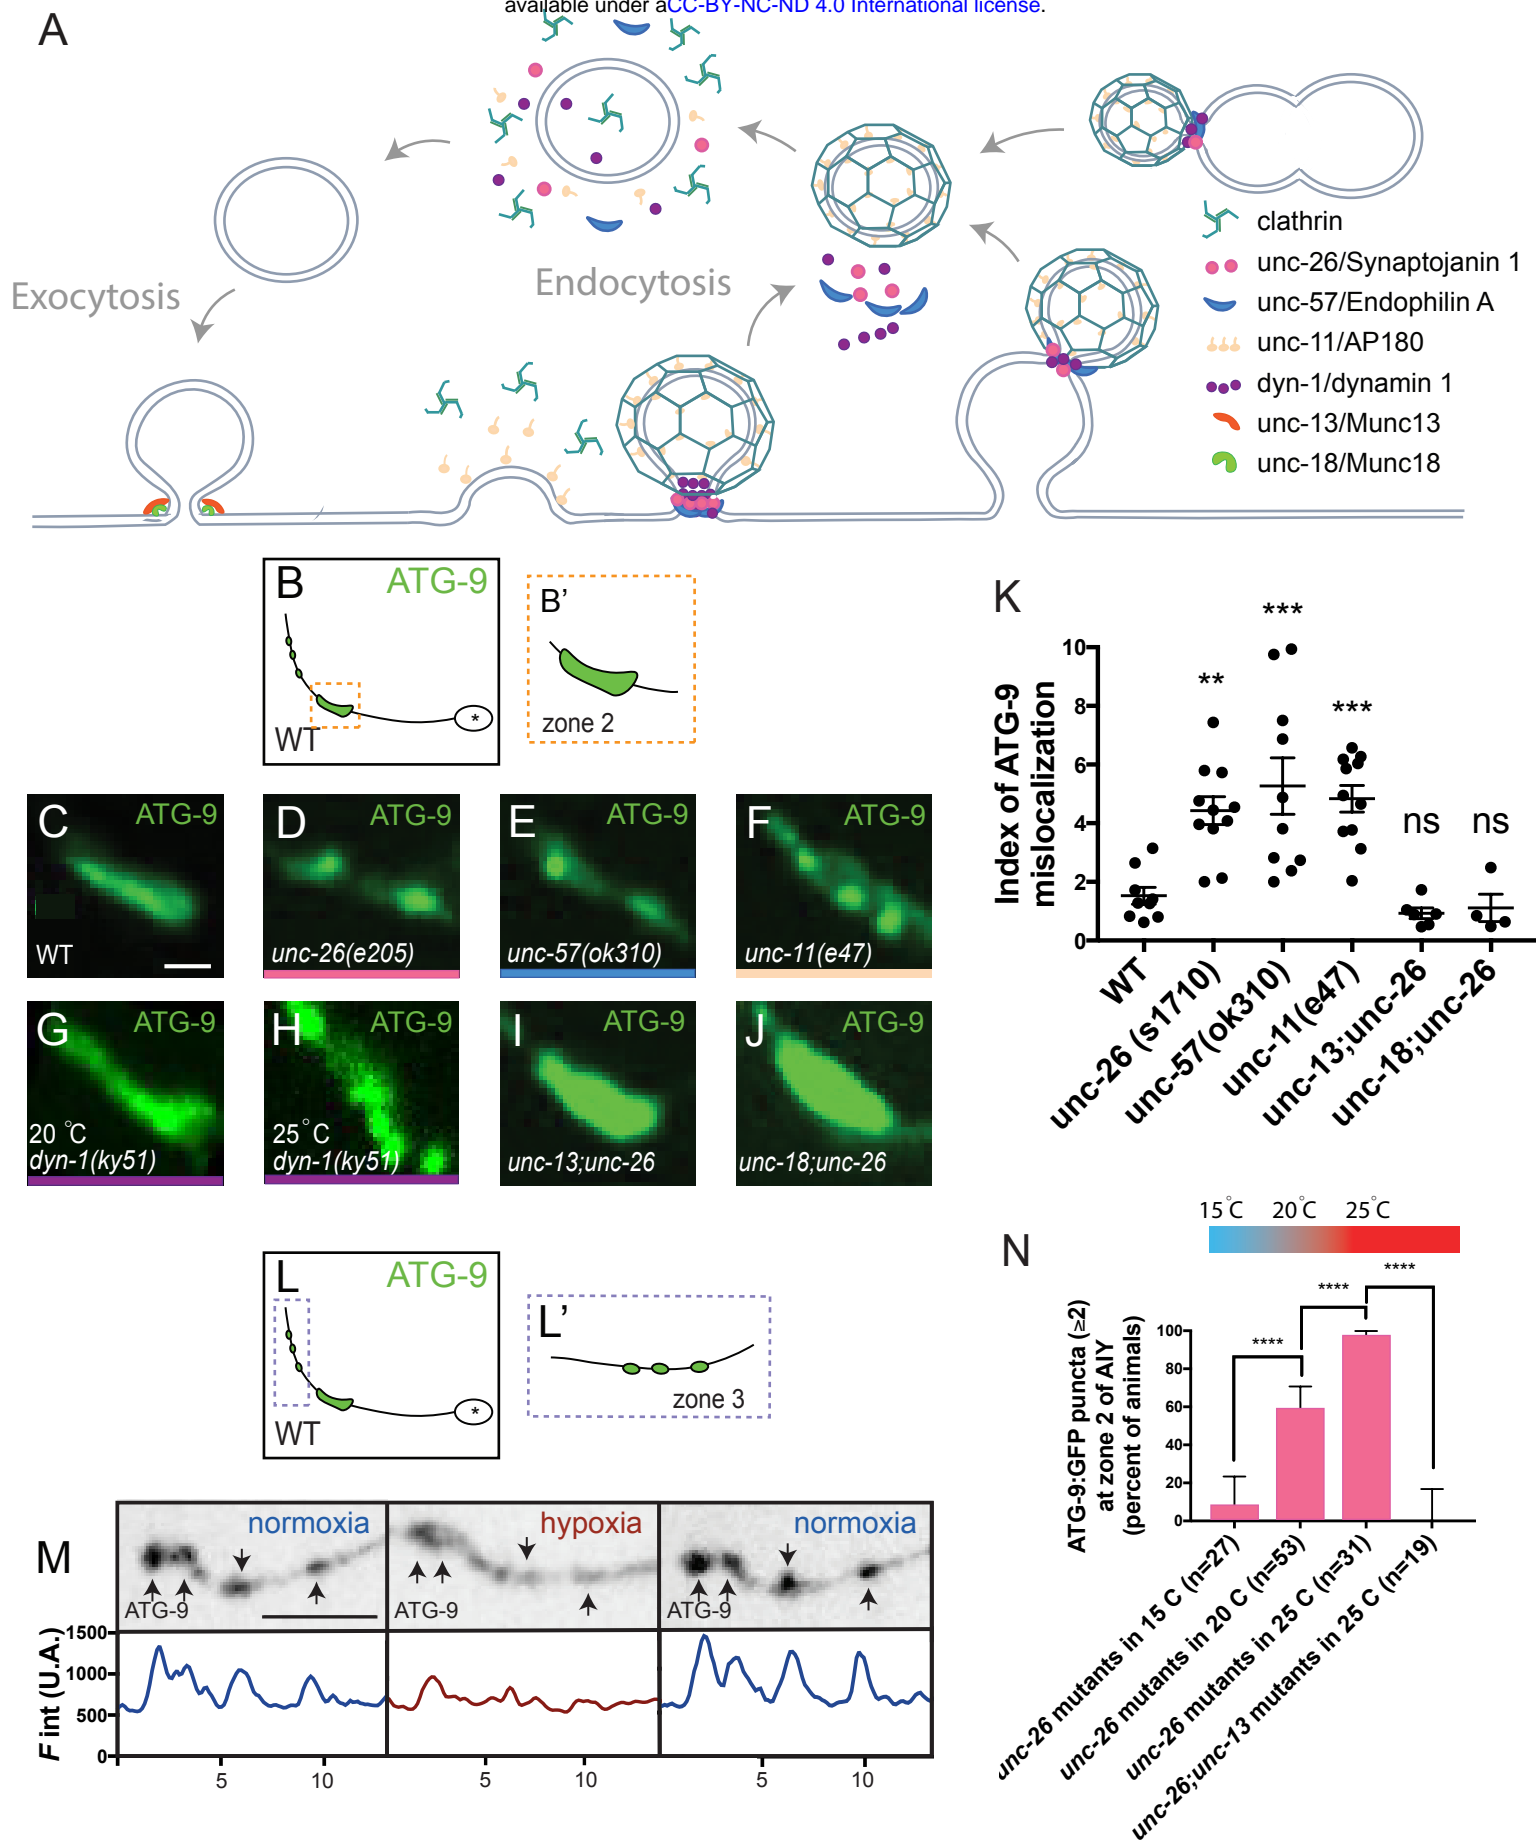 available under aCC-BY-NC-ND 4.0 International license.
A
Exocytosis
Endocytosis
clathrin
unc-26/Synaptojanin 1
unc-57/Endophilin A
unc-11/AP180
dyn-1/dynamin 1
unc-13/Munc13
unc-18/Munc18
B
ATG-9
*
WT
B’
zone 2
C
ATG-9
WT
D
ATG-9
unc-26(e205)
E
ATG-9
unc-57(ok310)
F
ATG-9
unc-11(e47)
G
ATG-9
20 °C
dyn-1(ky51)
H
ATG-9
25°C
dyn-1(ky51)
I
ATG-9
unc-13;unc-26
J
ATG-9
unc-18;unc-26
K
Index of ATG-9
mislocalization
10
8
6
4
2
0
**
***
***
ns
ns
WT
unc-26 (s1710)
unc-57(ok310)
unc-11(e47)
unc-13;unc-26
unc-18;unc-26
L
ATG-9
*
WT
L’
zone 3
M
normoxia
hypoxia
normoxia
ATG-9
ATG-9
ATG-9
F int (U.A.)
1500
1000
500
0
5
10
5
10
5
10
N
15°C
20°C
25°C
ATG-9:GFP puncta (≥2)
at zone 2 of AIY
(percent of animals)
100
80
60
40
20
0
****
****
****
unc-26 mutants in 15 C (n=27)
unc-26 mutants in 20 C (n=53)
unc-26 mutants in 25 C (n=31)
unc-26;unc-13 mutants in 25 C (n=19)